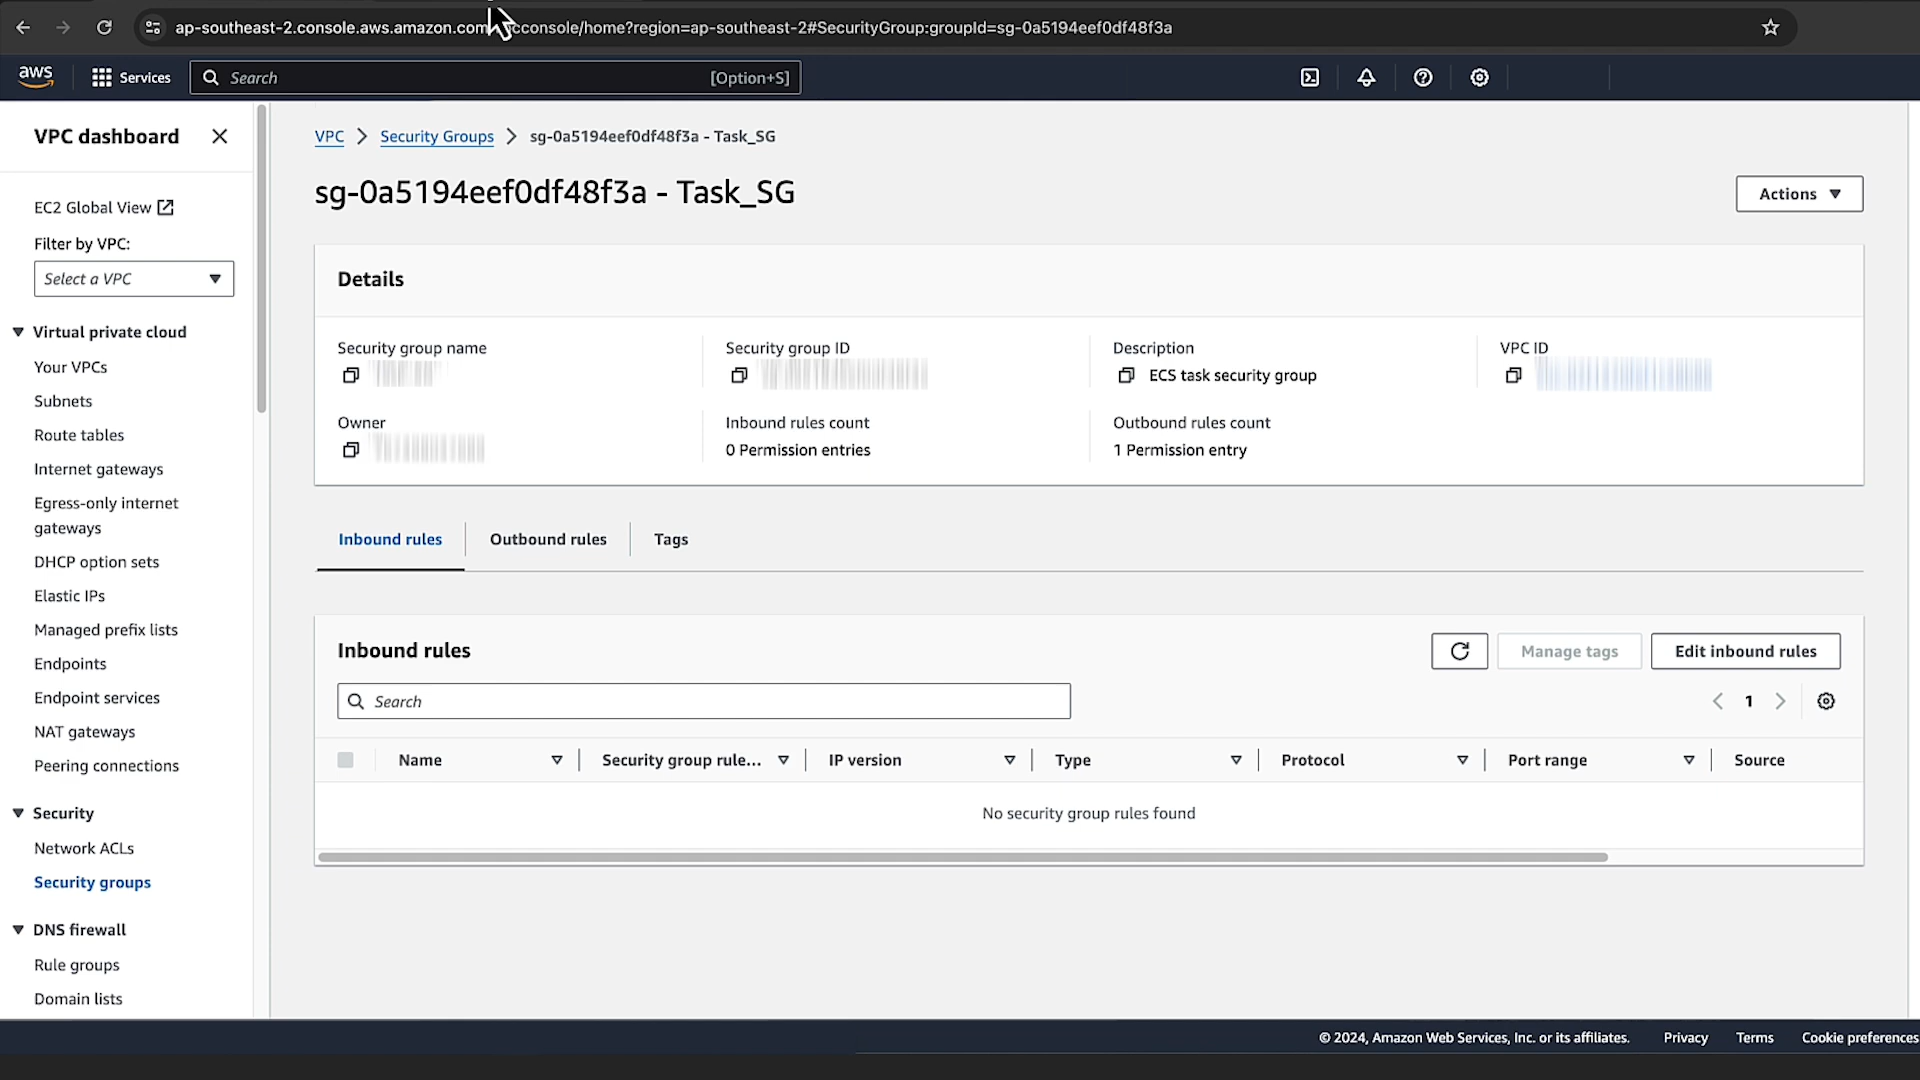 ap-southeast-2.console.aws.amazon.com cconsole/home?region=ap-southeast-2#SecurityGroup:groupId=sg-0a5194eef0df48f3a
aws Services Search [Option+S]
VPC dashboard
EC2 Global View
Filter by VPC:
Select a VPC
Virtual private cloud
Your VPCs
Subnets
Route tables
Internet gateways
Egress-only internet
gateways
DHCP option sets
Elastic IPs
Managed prefix lists
Endpoints
Endpoint services
NAT gateways
Peering connections
Security
Network ACLs
Security groups
DNS firewall
Rule groups
Domain lists
VPC > Security Groups > sg-0a5194eef0df48f3a - Task_SG
sg-0a5194eef0df48f3a - Task_SG
Actions
Details
Security group name
Security group ID
Description
ECS task security group
VPC ID
Owner
Inbound rules count
0 Permission entries
Outbound rules count
1 Permission entry
Inbound rules Outbound rules Tags
Inbound rules
Manage tags Edit inbound rules
Search
1
Name Security group rule... IP version Type Protocol Port range Source
No security group rules found
© 2024, Amazon Web Services, Inc. or its affiliates. Privacy Terms Cookie preferences